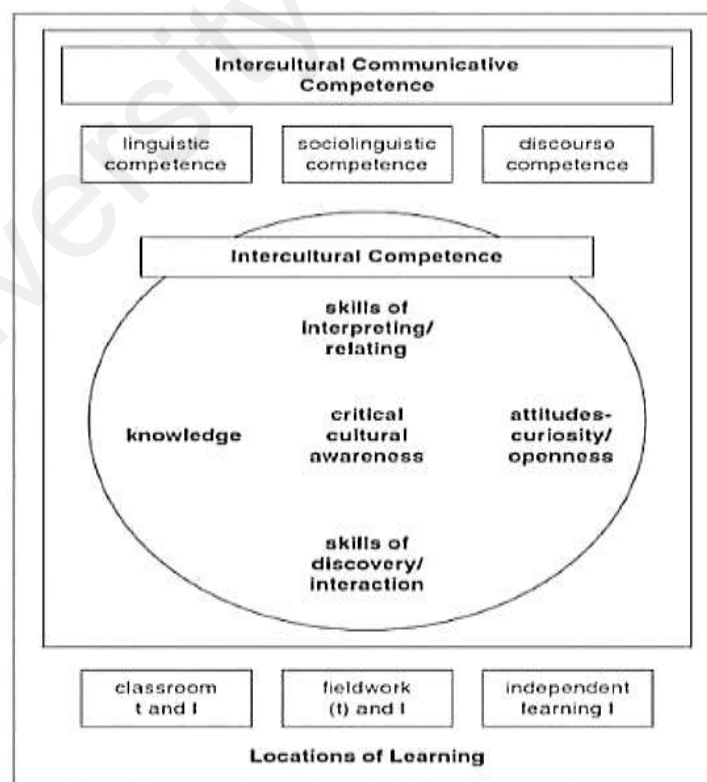 versity
Intercultural Communicative
Competence
linguistic sociolinguistic discourse
competence competence competence
Intercultural Competence
skills of
interpreting/
relating
knowledge
critical
cultural
awareness
attitudes-
curiosity/
openness
skills of
discovery/
interaction
classroom fieldwork independent
t and l (t) and l learning l
Locations of Learning